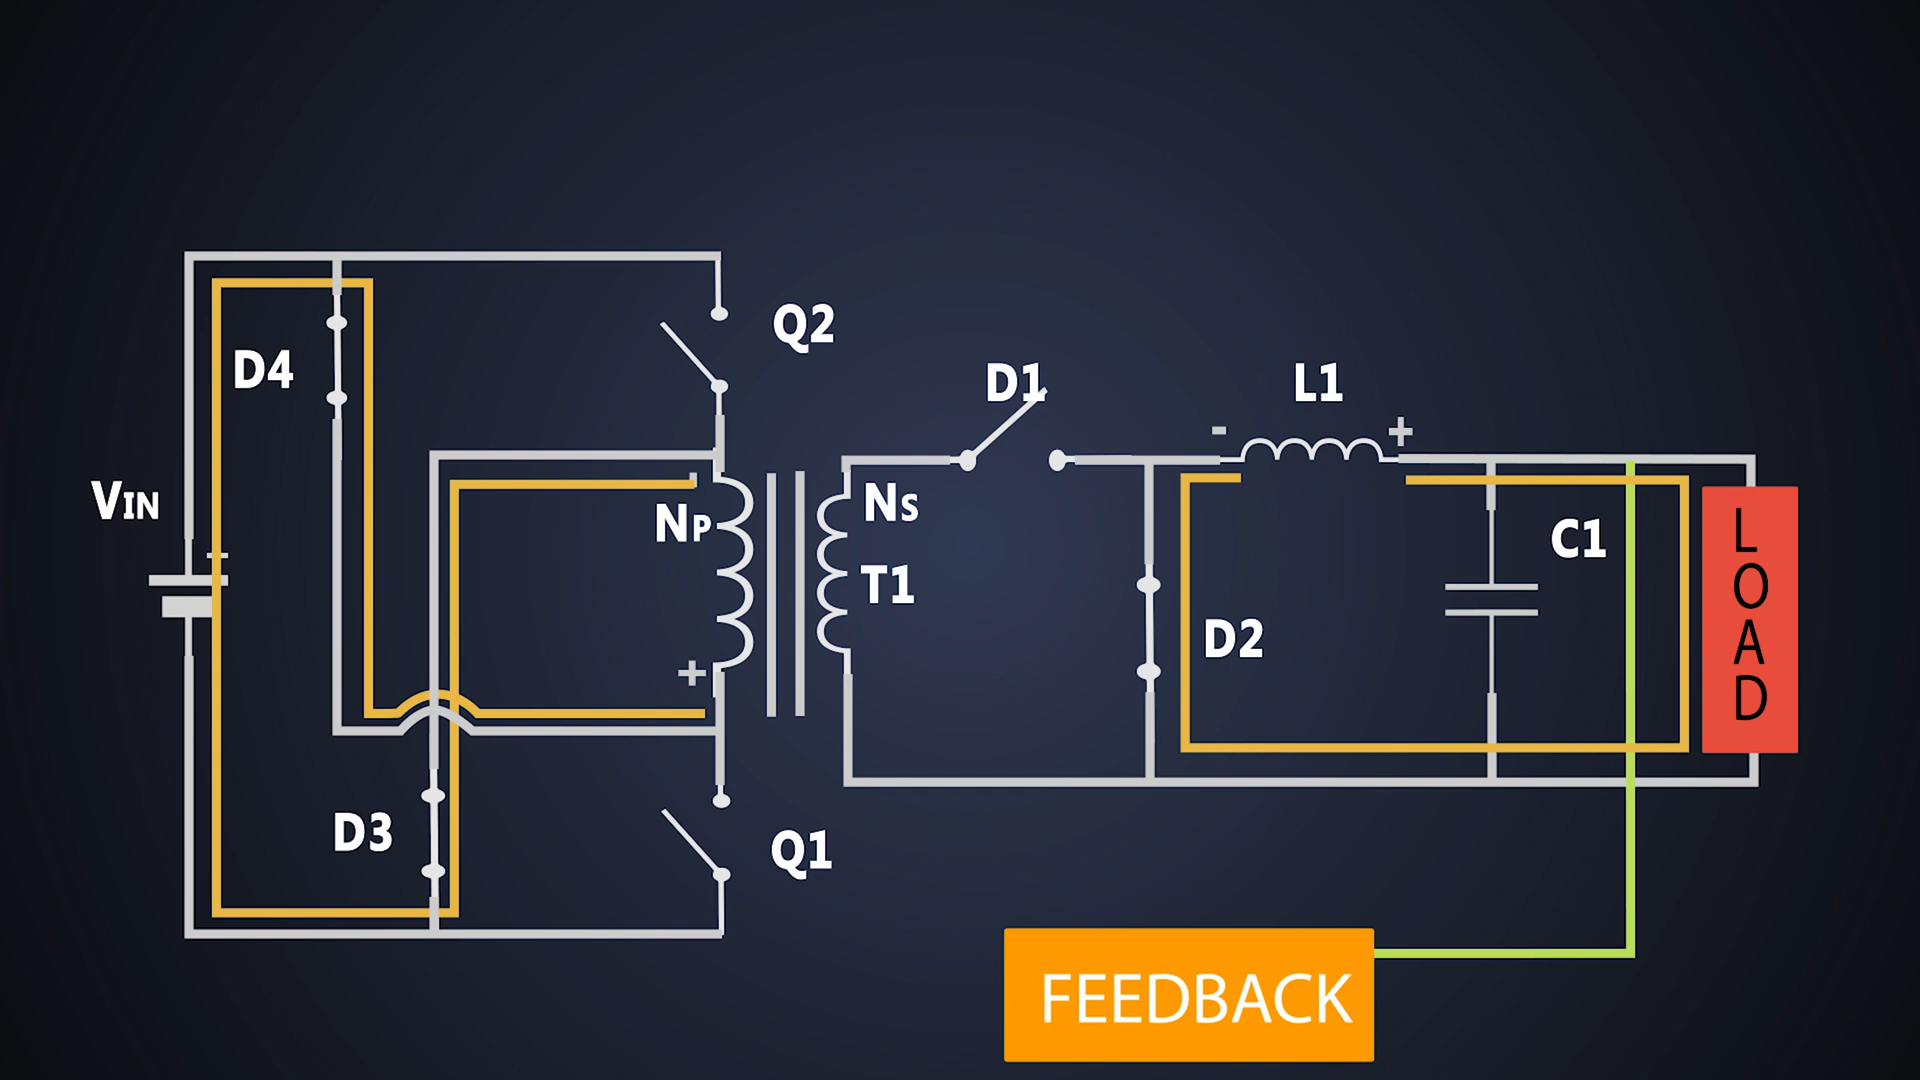 Q2
D4
D1
L1
-
+
VIN
NP
NS
+
T1
C1
LOAD
D2
+
D3
Q1
FEEDBACK